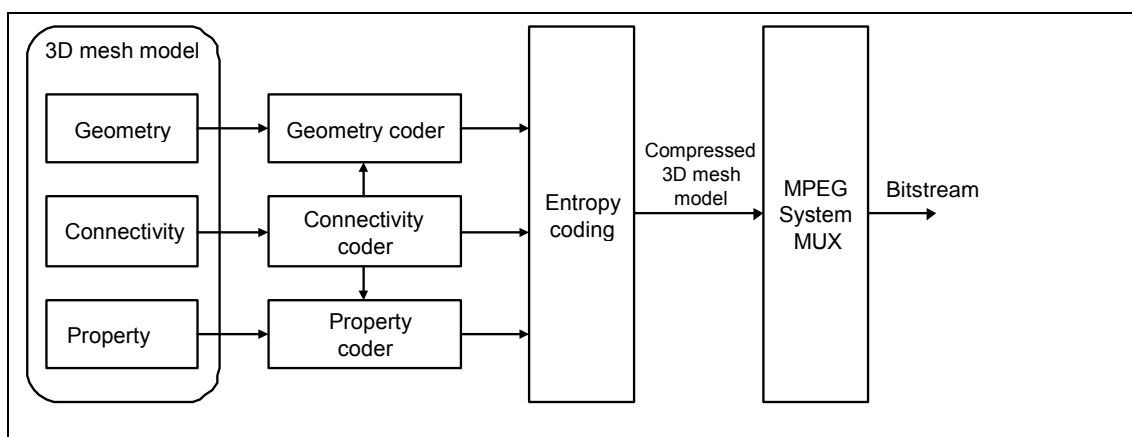 3D mesh model
Geometry
Geometry coder
Connectivity
Connectivity
coder
Property
Property
coder
Entropy
coding
Compressed
3D mesh
model
MPEG
System
MUX
Bitstream